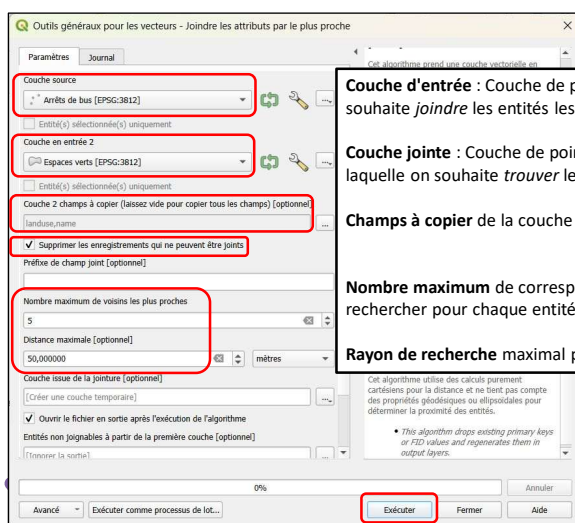 Outils généraux pour les vecteurs - Joindre les attributs par le plus proche
Paramètres Journal
Couche source
Arrêts de bus [EPSG:3812]
Entité(s) sélectionnée(s) uniquement
Couche en entrée 2
Espaces verts [EPSG:3812]
Entité(s) sélectionnée(s) uniquement
Couche 2 champs à copier (laissez vide pour copier tous les champs) [optionnel]
landuse,name
Supprimer les enregistrements qui ne peuvent être joints
Préfixe de champ joint [optionnel]
Nombre maximum de voisins les plus proches
5
Distance maximale [optionnel]
50,000000 mètres
Couche issue de la jointure [optionnel]
[Créer une couche temporaire]
Ouvrir le fichier en sortie après l'exécution de l'algorithme
Entités non joignables à partir de la première couche [optionnel]
[Ignorer la sortie]
Cet algorithme prend une couche vectorielle en
Couche d'entrée : Couche de p
souhaite joindre les entités les
Couche jointe : Couche de poi
laquelle on souhaite trouver le
Champs à copier de la couche
Nombre maximum de corresp
rechercher pour chaque entité
Rayon de recherche maximal p
Cet algorithme utilise des calculs purement
cartésiens pour la distance et ne tient pas compte
des propriétés géodésiques ou ellipsoïdales pour
déterminer la proximité des entités.
• This algorithm drops existing primary keys
or FID values and regenerates them in
output layers.
0% Annuler
Avancé Exécuter comme processus de lot... Exécuter Fermer Aide